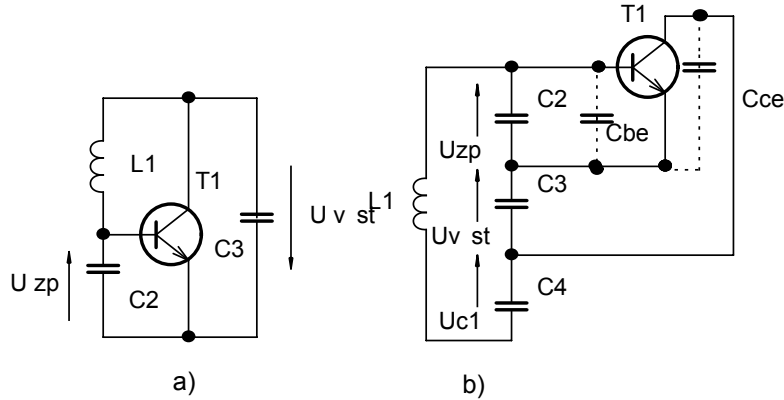 L1
T1
U v st
C3
U zp
C2
a)
T1
C2
Cce
Cbe
Uzp
L1
C3
Uv st
C4
Uc1
b)